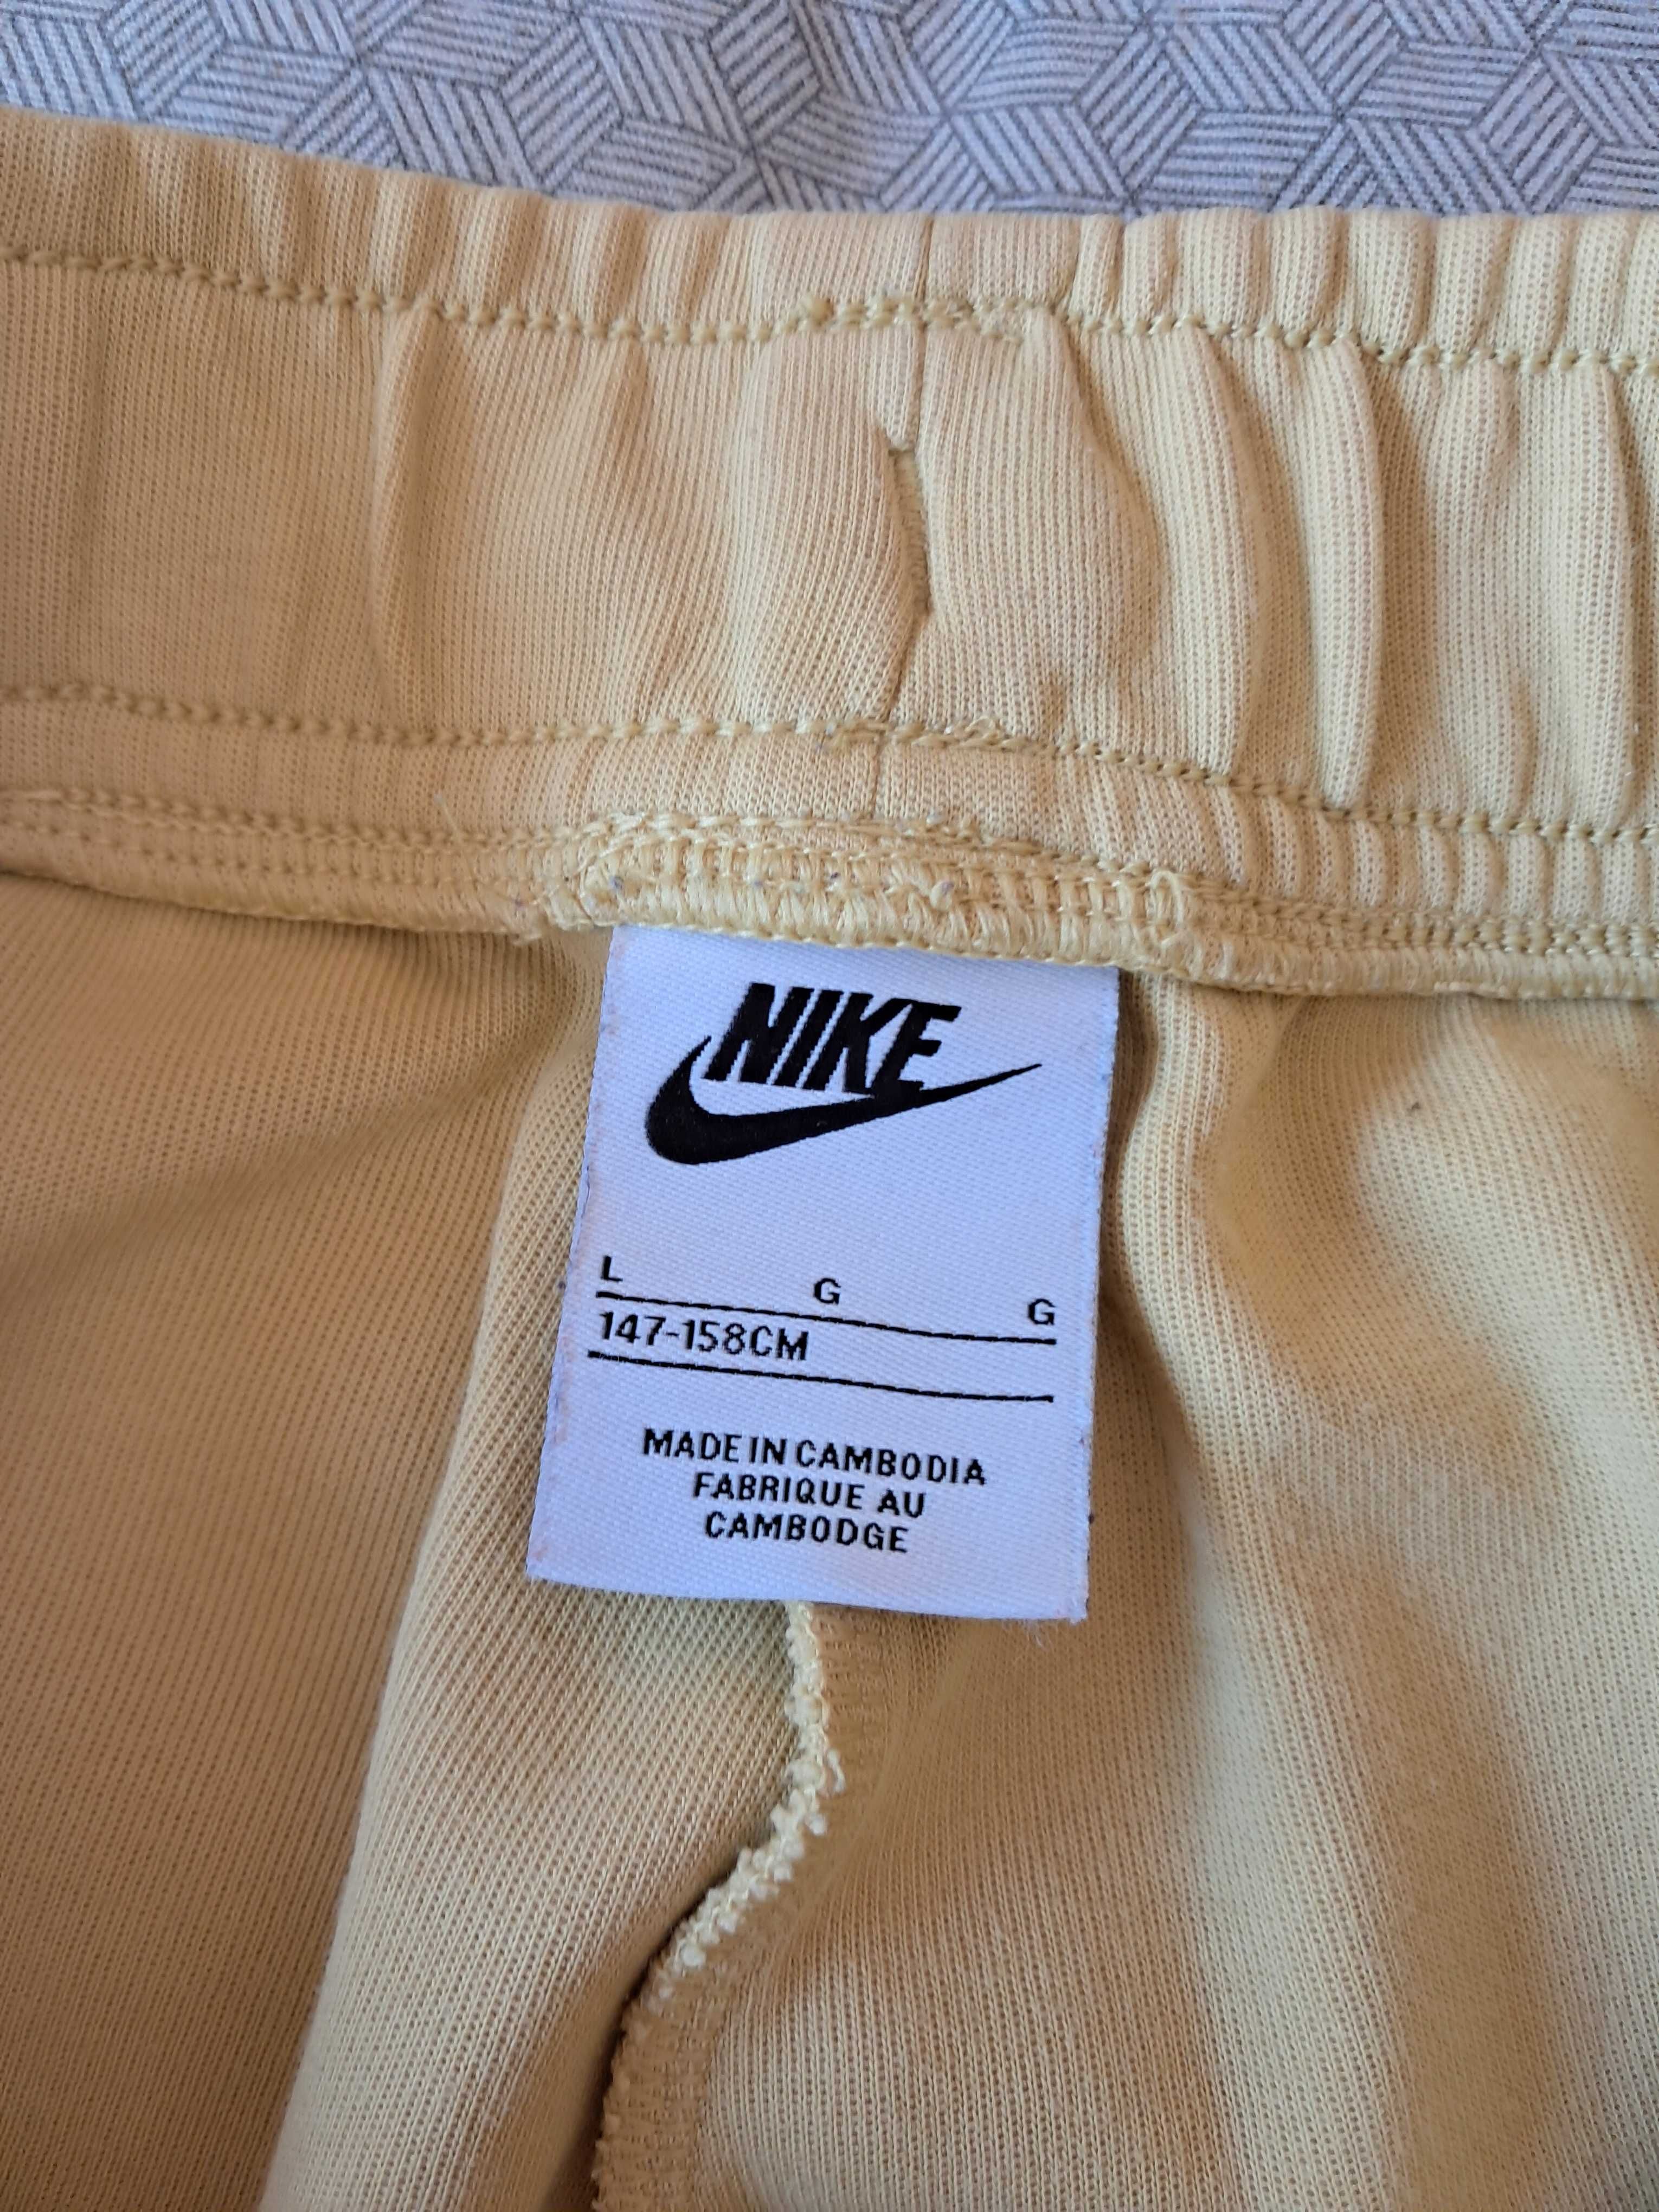 NIKE
L G G
147-158CM
MADE IN CAMBODIA
FABRIQUE AU
CAMBODGE